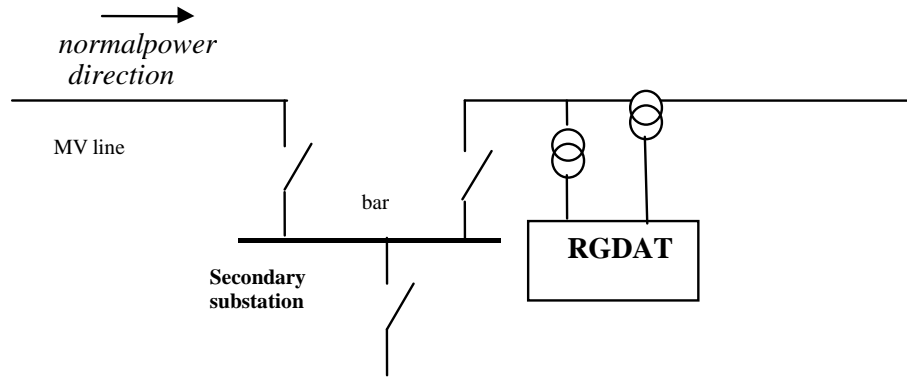 normalpower
direction
MV line
bar
RGDAT
Secondary
substation